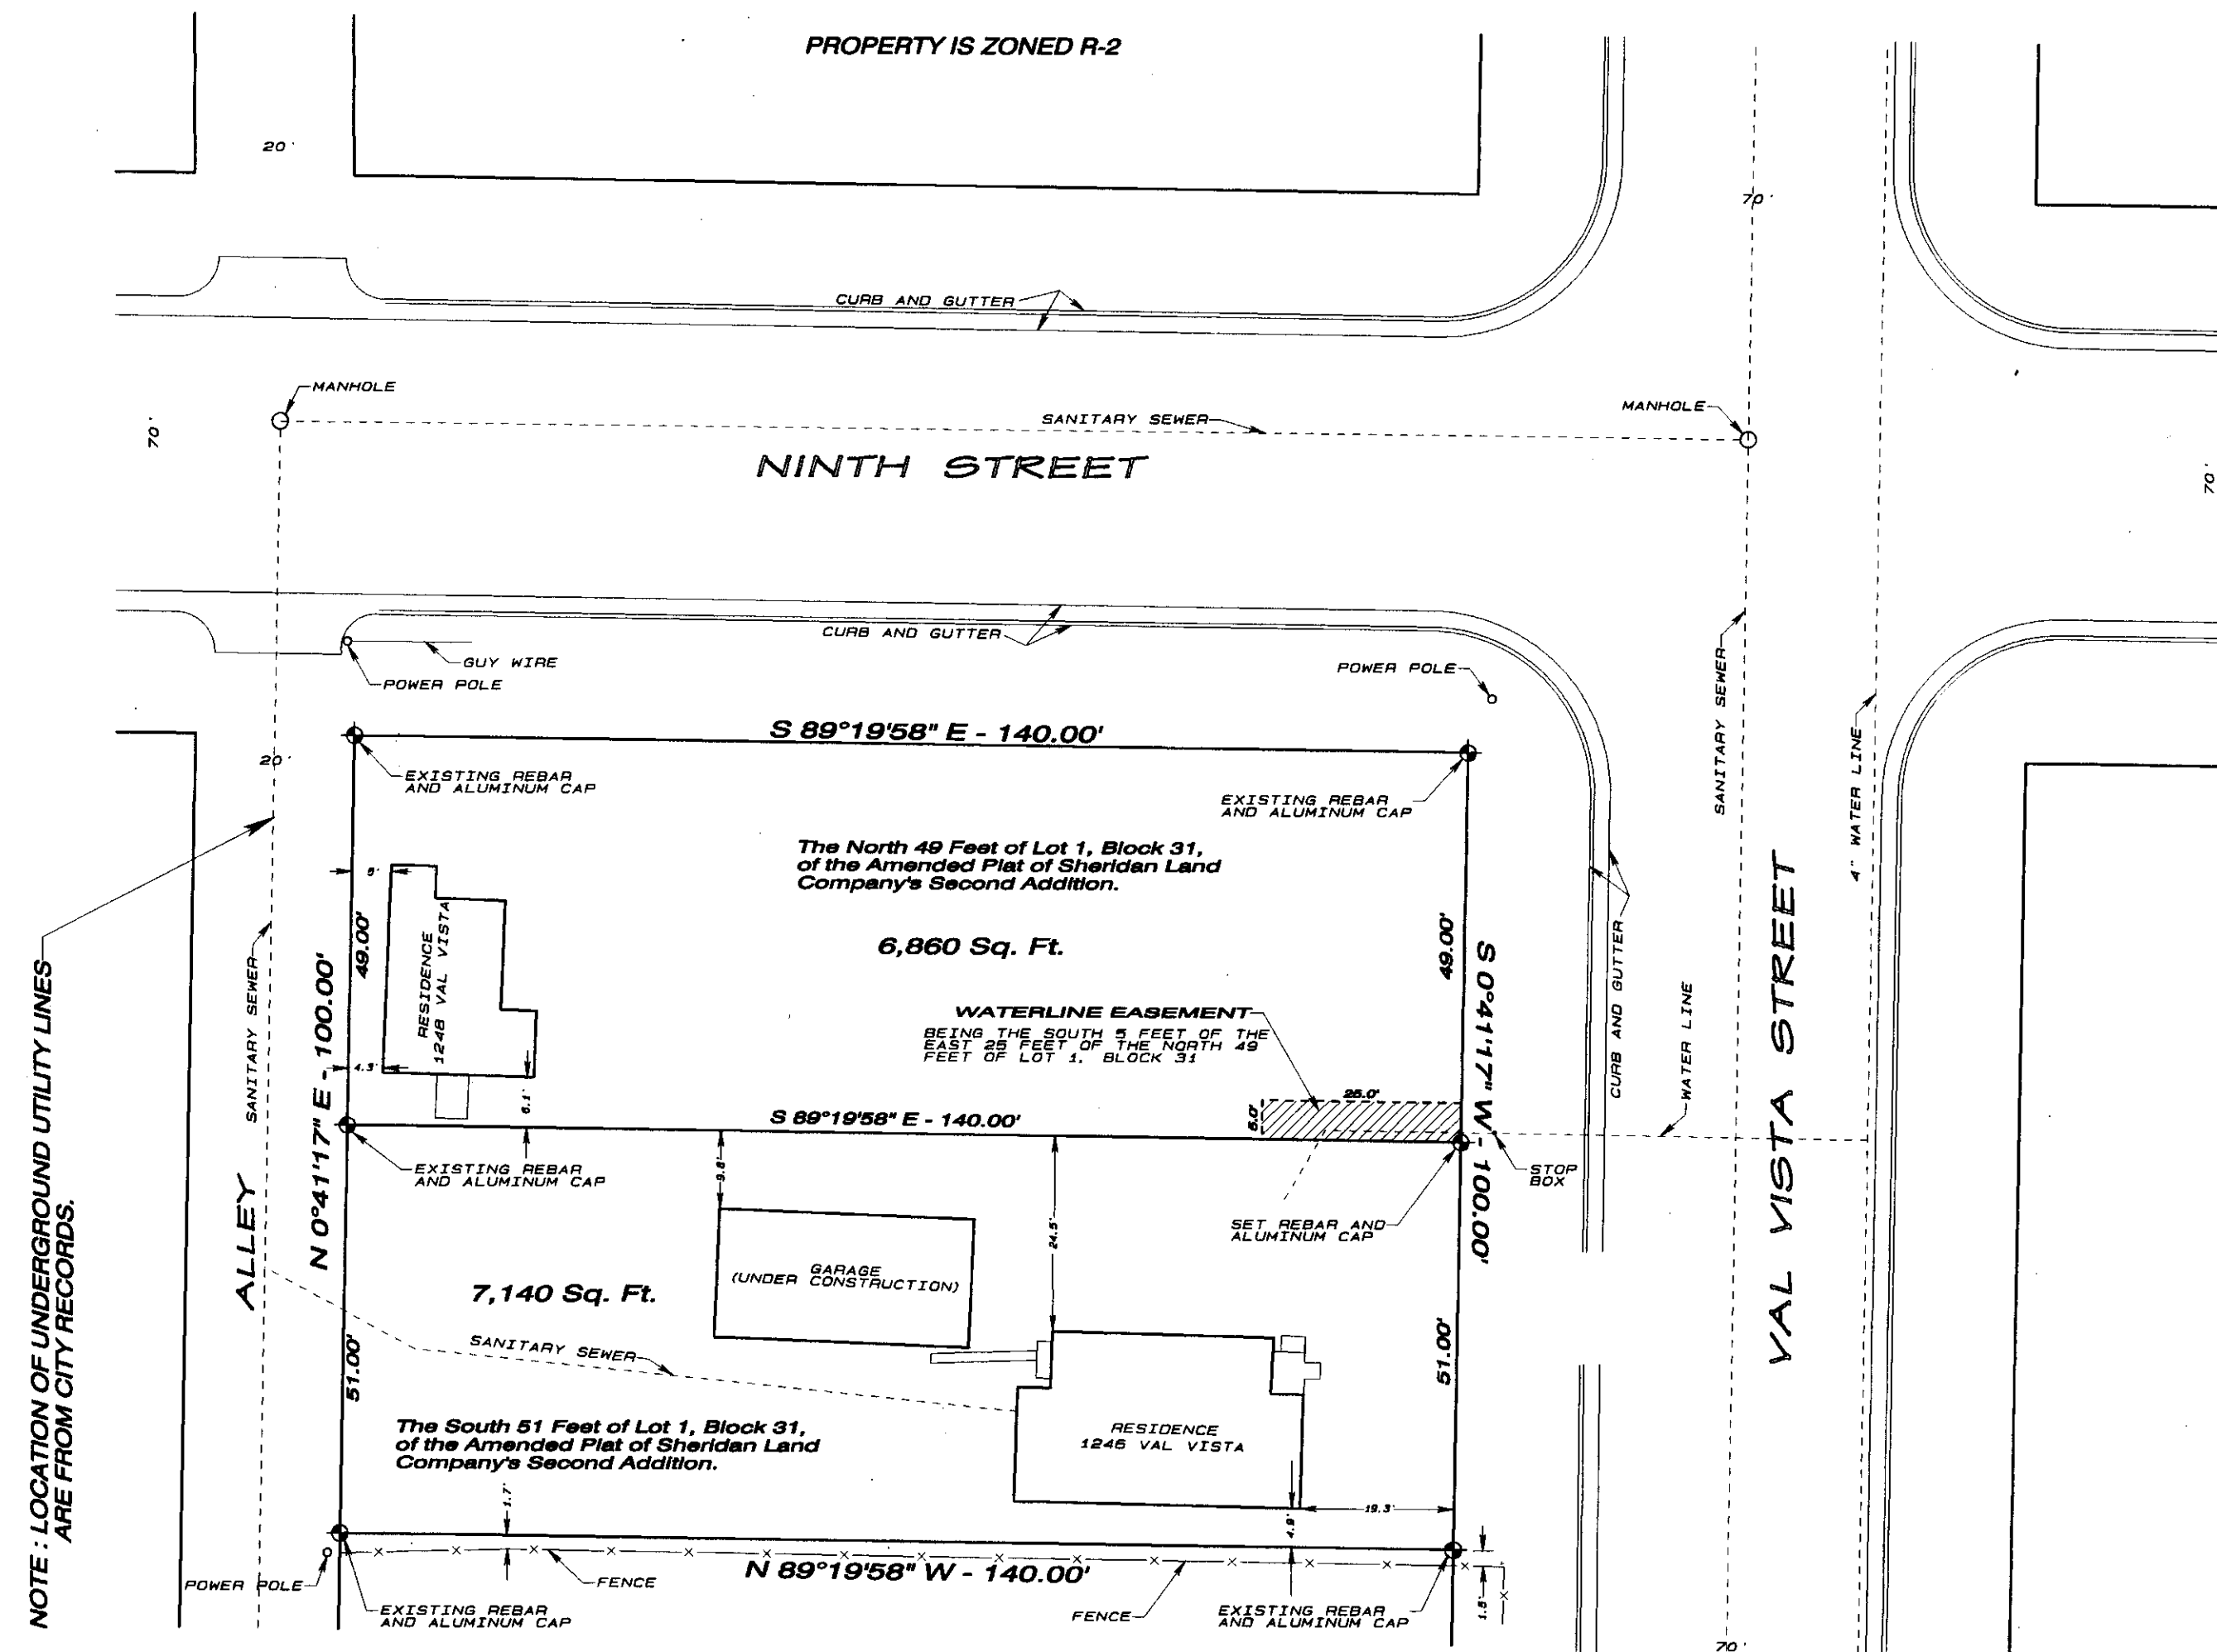 PROPERTY IS ZONED R-2
20'
70'
CURB AND GUTTER
MANHOLE
SANITARY SEWER
MANHOLE
70'
NINTH STREET
70'
CURB AND GUTTER
GUY WIRE
POWER POLE
POWER POLE
SANITARY SEWER
4" WATER LINE
S 89°19'58" E - 140.00'
20'
EXISTING REBAR
AND ALUMINUM CAP
EXISTING REBAR
AND ALUMINUM CAP
The North 49 Feet of Lot 1, Block 31,
of the Amended Plat of Sheridan Land
Company's Second Addition.
49.00'
RESIDENCE
1248 VAL VISTA
6,860 Sq. Ft.
49.00'
S 0°41'17" W - 100.00'
CURB AND GUTTER
WATER LINE
VAL VISTA STREET
SANITARY SEWER
N 0°41'17" E - 100.00'
WATERLINE EASEMENT
BEING THE SOUTH 5 FEET OF THE
EAST 25 FEET OF THE NORTH 49
FEET OF LOT 1, BLOCK 31
4.3'
6.1'
25.0'
5.0'
S 89°19'58" E - 140.00'
EXISTING REBAR
AND ALUMINUM CAP
9.8'
24.5'
STOP
BOX
SET REBAR AND
ALUMINUM CAP
ALLEY
GARAGE
(UNDER CONSTRUCTION)
7,140 Sq. Ft.
SANITARY SEWER
51.00'
51.00'
The South 51 Feet of Lot 1, Block 31,
of the Amended Plat of Sheridan Land
Company's Second Addition.
RESIDENCE
1246 VAL VISTA
1.7'
19.3'
4.9'
N 89°19'58" W - 140.00'
POWER POLE
FENCE
EXISTING REBAR
AND ALUMINUM CAP
FENCE
EXISTING REBAR
AND ALUMINUM CAP
70'
NOTE : LOCATION OF UNDERGROUND UTILITY LINES
ARE FROM CITY RECORDS.